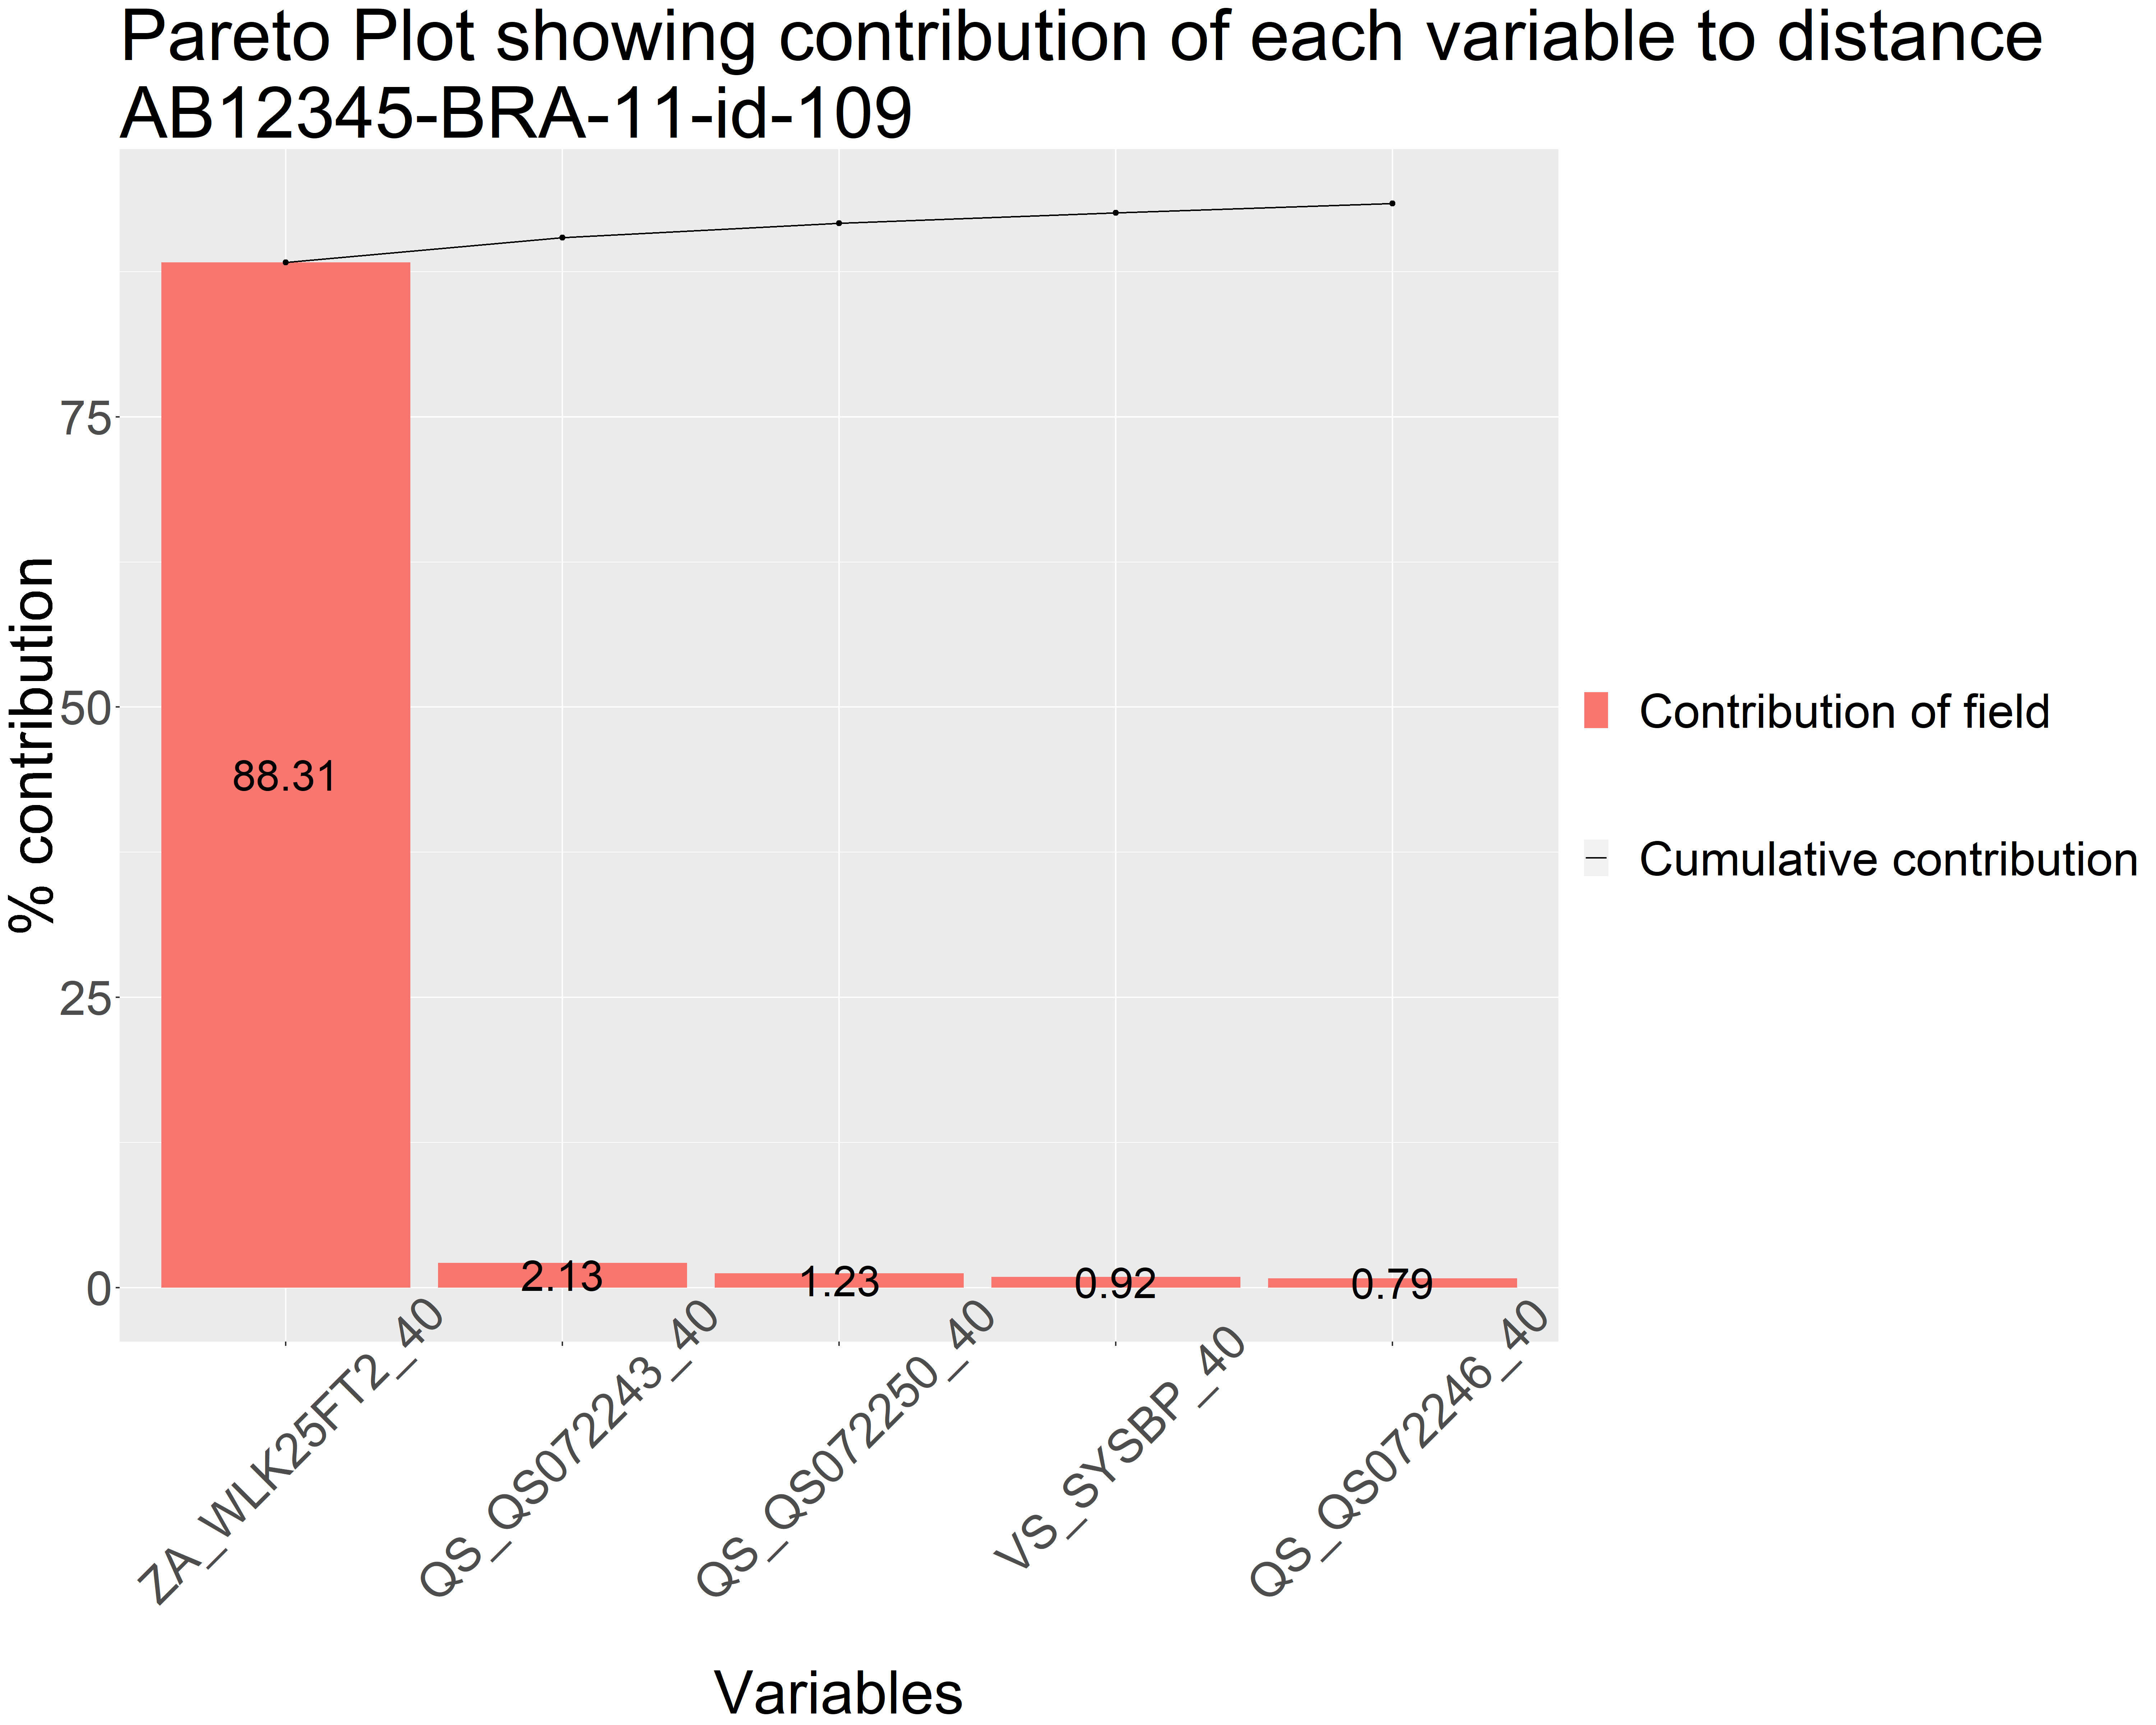 Pareto Plot showing contribution of each variable to distance
AB12345-BRA-11-id-109
% contribution
75
50
25
0
88.31
2.13
1.23
0.92
0.79
ZA_WLK25FT2_40
QS_QS072243_40
QS_QS072250_40
VS_SYSBP_40
QS_QS072246_40
Variables
Contribution of field
Cumulative contribution